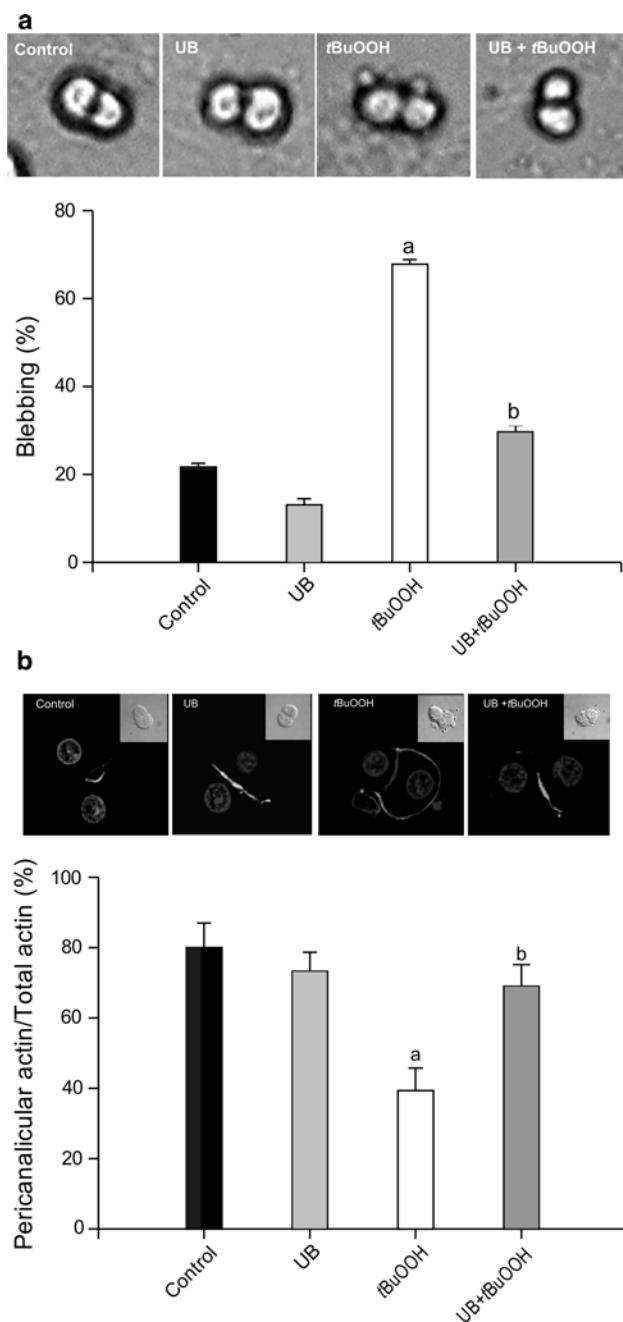 a
Control UB tBuOOH UB + tBuOOH
80
a
60
Blebbing (%)
40
b
20
0
Control UB tBuOOH UB+tBuOOH
b
Control UB tBuOOH UB +tBuOOH
100
80
b
60
Pericanalicular actin/Total actin (%)
a
40
20
0
Control UB tBuOOH UB+tBuOOH